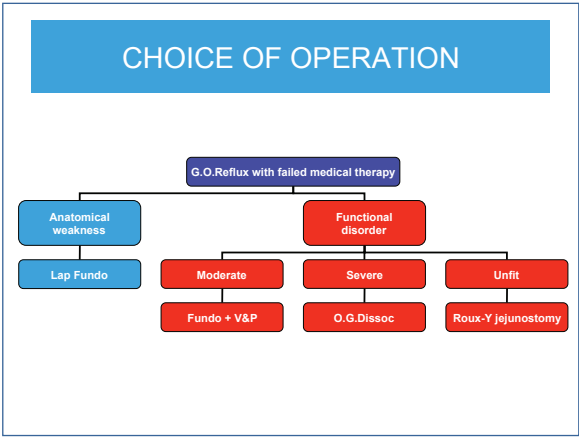 CHOICE OF OPERATION
G.O.Reflux with failed medical therapy
Anatomical
weakness
Functional
disorder
Lap Fundo
Moderate
Severe
Unfit
Fundo + V&P
O.G.Dissoc
Roux-Y jejunostomy